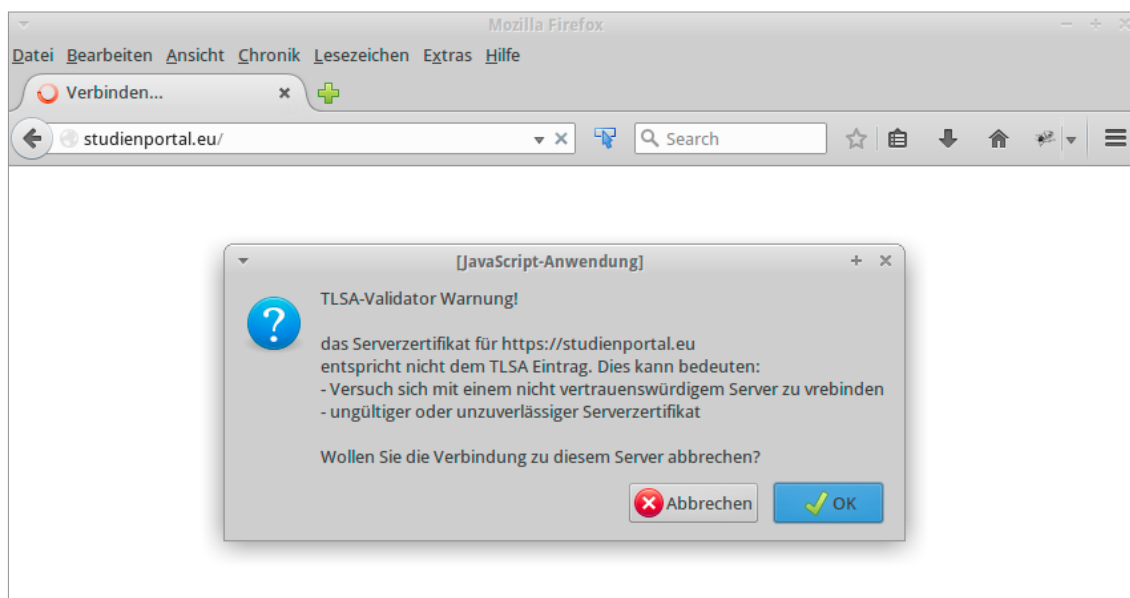 Mozilla Firefox
Datei Bearbeiten Ansicht Chronik Lesezeichen Extras Hilfe
Verbinden...
studienportal.eu/ Search
[JavaScript-Anwendung]
TLSA-Validator Warnung!
das Serverzertifikat für https://studienportal.eu
entspricht nicht dem TLSA Eintrag. Dies kann bedeuten:
- Versuch sich mit einem nicht vertrauenswürdigem Server zu vrebinden
- ungültiger oder unzuverlässiger Serverzertifikat
Wollen Sie die Verbindung zu diesem Server abbrechen?
Abbrechen OK